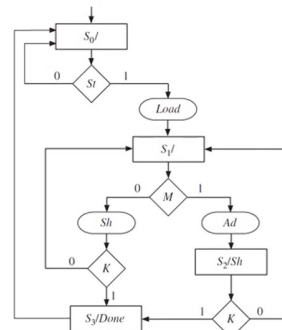 S0/
0 St 1
Load
S1/
0 M 1
Sh Ad
K
S2/Sh
0
1
S3/Done 1 K 0